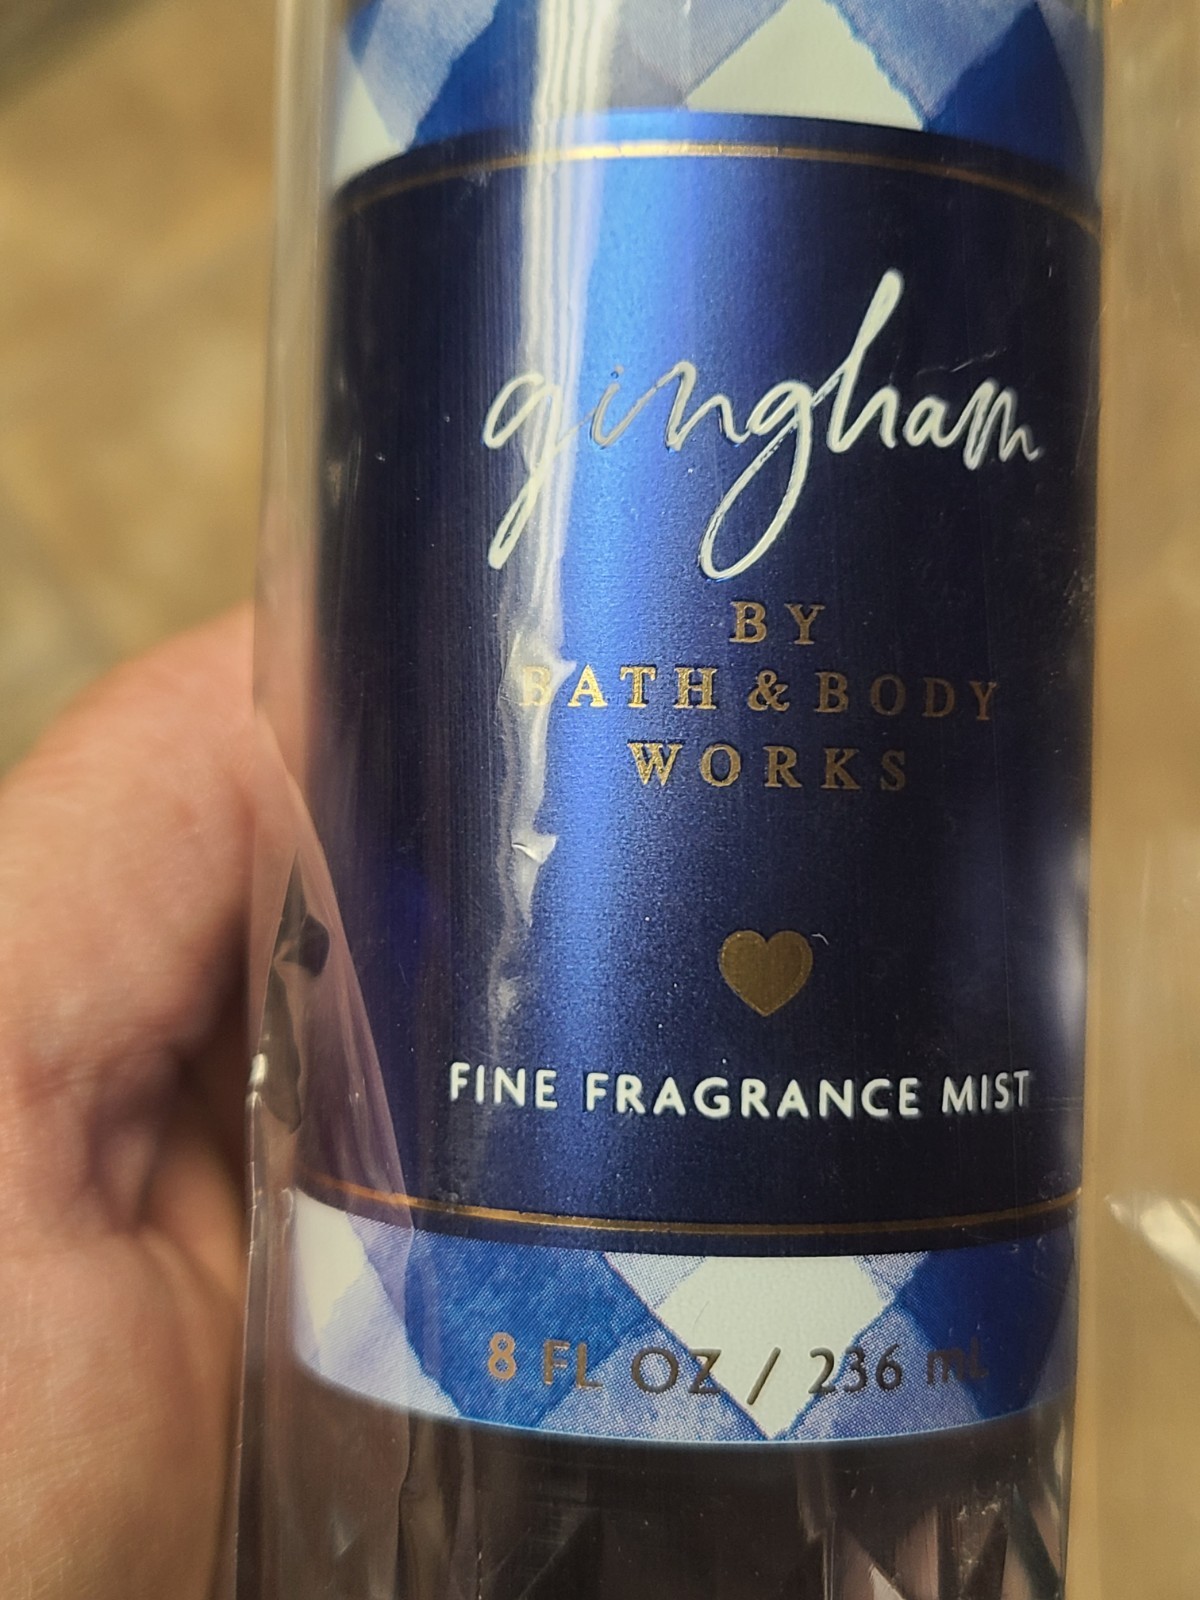 gingham
BY
BATH & BODY
WORKS
FINE FRAGRANCE MIST
8 FL OZ / 236 mL